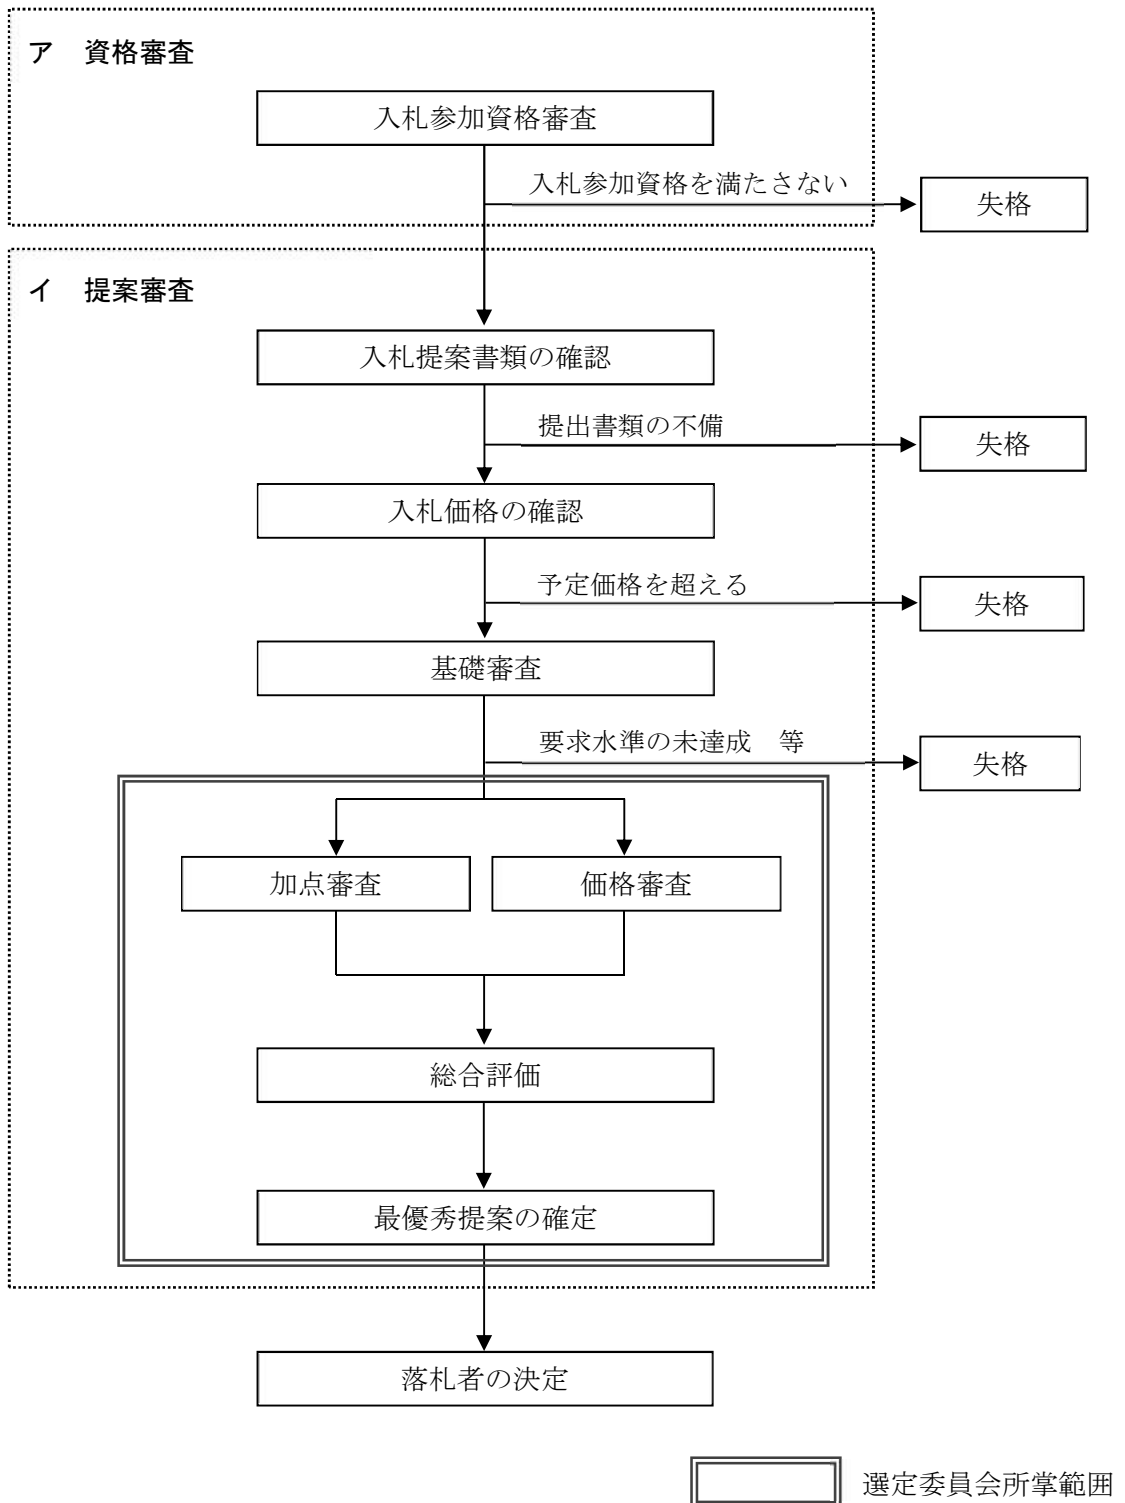 ア　資格審査
入札参加資格審査
入札参加資格を満たさない
失格
イ　提案審査
入札提案書類の確認
提出書類の不備
失格
入札価格の確認
予定価格を超える
失格
基礎審査
要求水準の未達成　等
失格
加点審査
価格審査
総合評価
最優秀提案の確定
落札者の決定
選定委員会所掌範囲